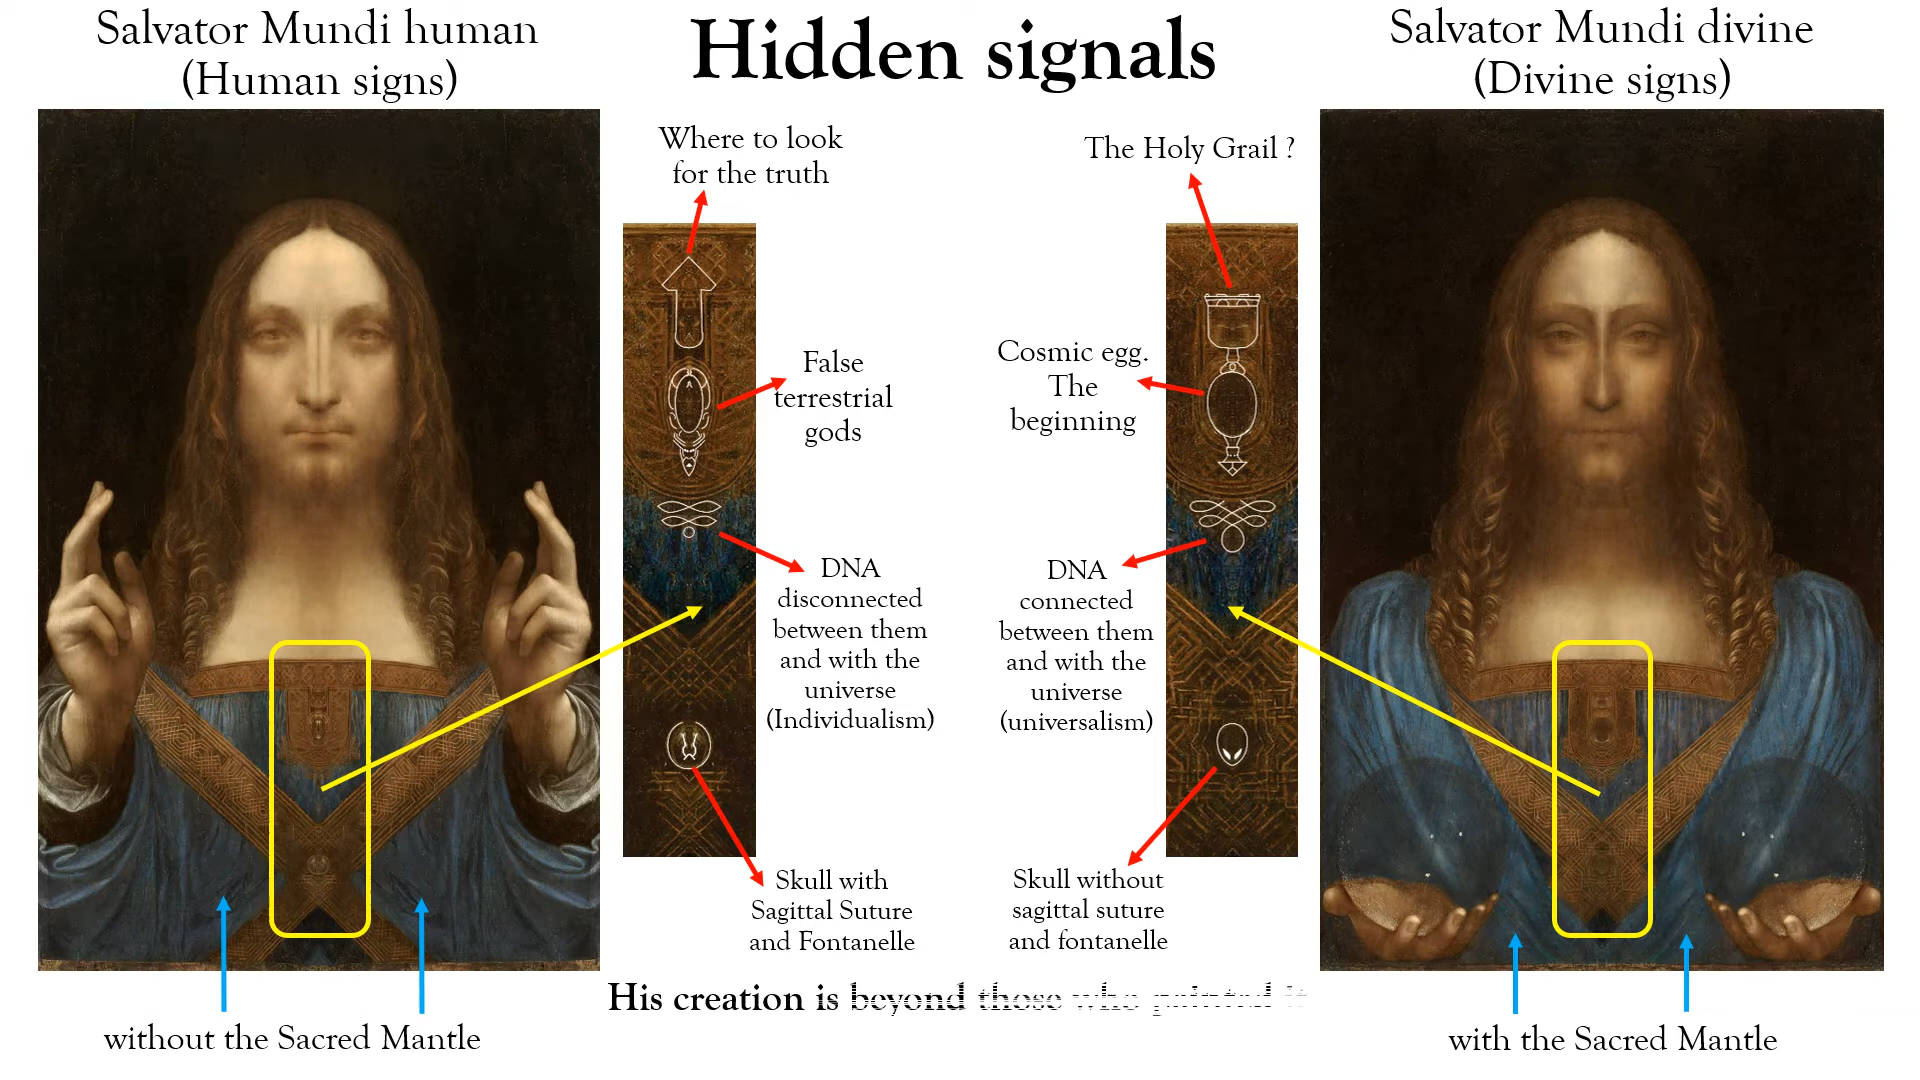 Salvator Mundi human
(Human signs)
Hidden signals
Salvator Mundi divine
(Divine signs)
Where to look
for the truth
The Holy Grail ?
False
terrestrial
gods
Cosmic egg.
The
beginning
DNA
disconnected
between them
and with the
universe
(Individualism)
DNA
connected
between them
and with the
universe
(universalism)
Skull with
Sagittal Suture
and Fontanelle
Skull without
sagittal suture
and fontanelle
His creation is beyond those who painted it
without the Sacred Mantle
with the Sacred Mantle